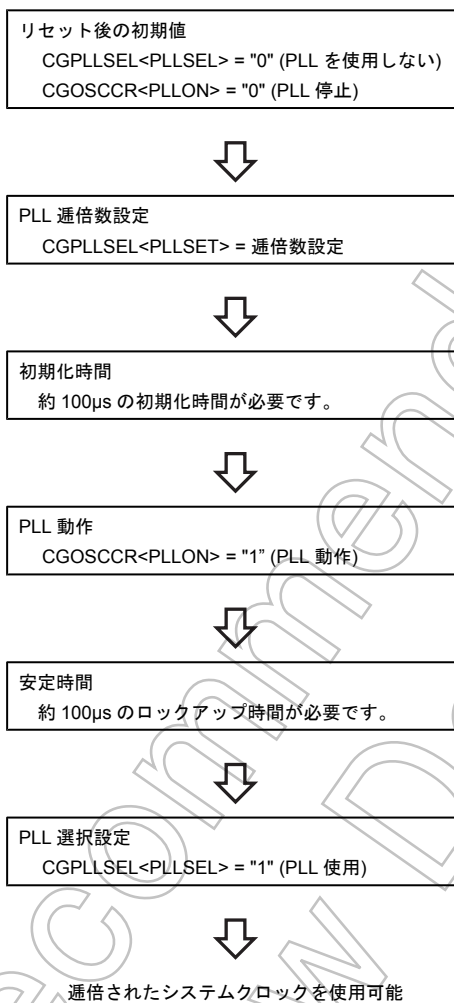 リセット後の初期値
CGPLLSEL<PLLSEL> = "0" (PLL を使用しない)
CGOSCCR<PLLON> = "0" (PLL 停止)
PLL 逓倍数設定
CGPLLSEL<PLLSET> = 逓倍数設定
初期化時間
約 100μs の初期化時間が必要です。
PLL 動作
CGOSCCR<PLLON> = "1” (PLL 動作)
安定時間
約 100μs のロックアップ時間が必要です。
PLL 選択設定
CGPLLSEL<PLLSEL> = "1" (PLL 使用)
逓倍されたシステムクロックを使用可能